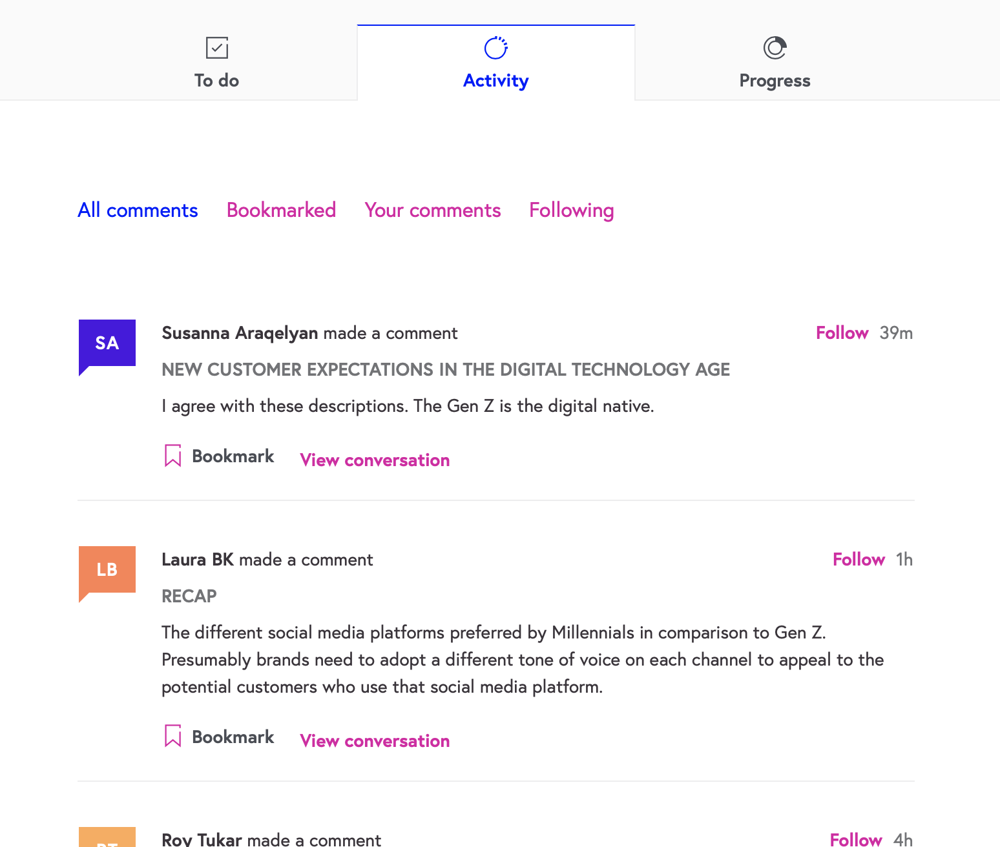 To do
Activity
Progress
All comments Bookmarked Your comments Following
SA
Susanna Araqelyan made a comment
Follow 39m
NEW CUSTOMER EXPECTATIONS IN THE DIGITAL TECHNOLOGY AGE
I agree with these descriptions. The Gen Z is the digital native.
Bookmark View conversation
LB
Laura BK made a comment
Follow 1h
RECAP
The different social media platforms preferred by Millennials in comparison to Gen Z.
Presumably brands need to adopt a different tone of voice on each channel to appeal to the
potential customers who use that social media platform.
Bookmark View conversation
RT
Roy Tukar made a comment
Follow 4h